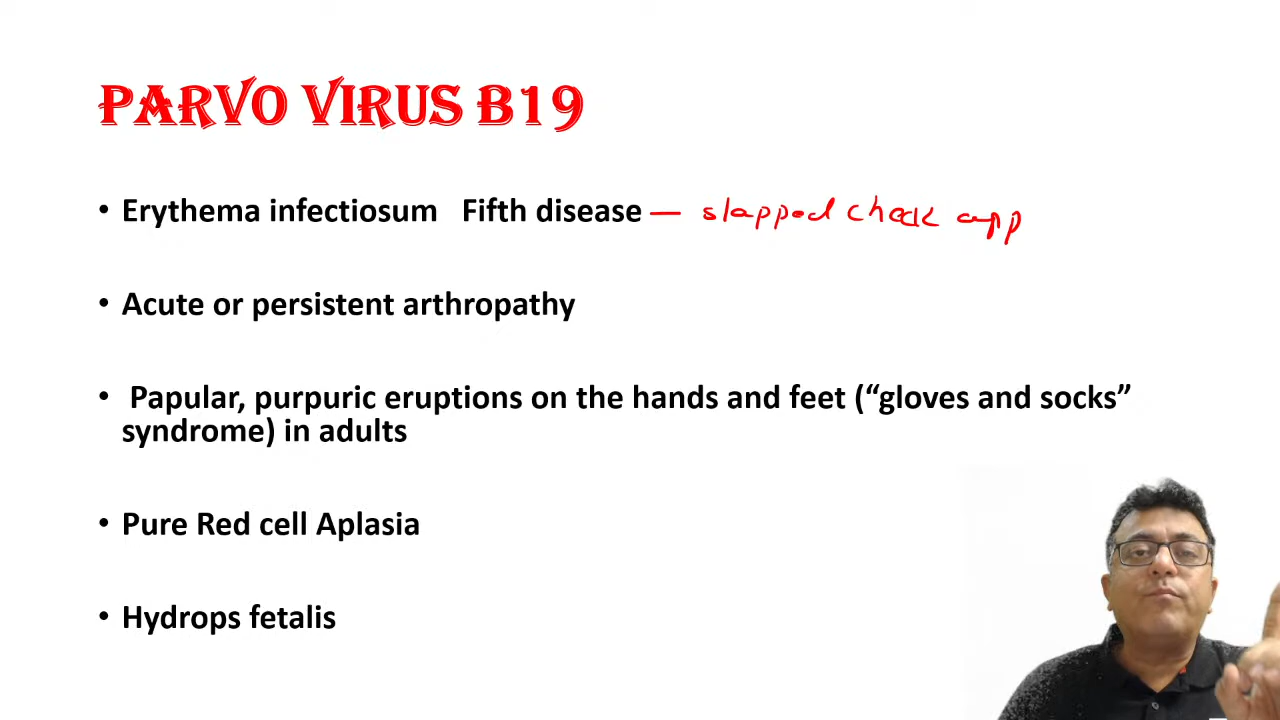 PARVO VIRUS B19
• Erythema infectiosum Fifth disease — slapped cheek app
• Acute or persistent arthropathy
• Papular, purpuric eruptions on the hands and feet (“gloves and socks”
syndrome) in adults
• Pure Red cell Aplasia
• Hydrops fetalis